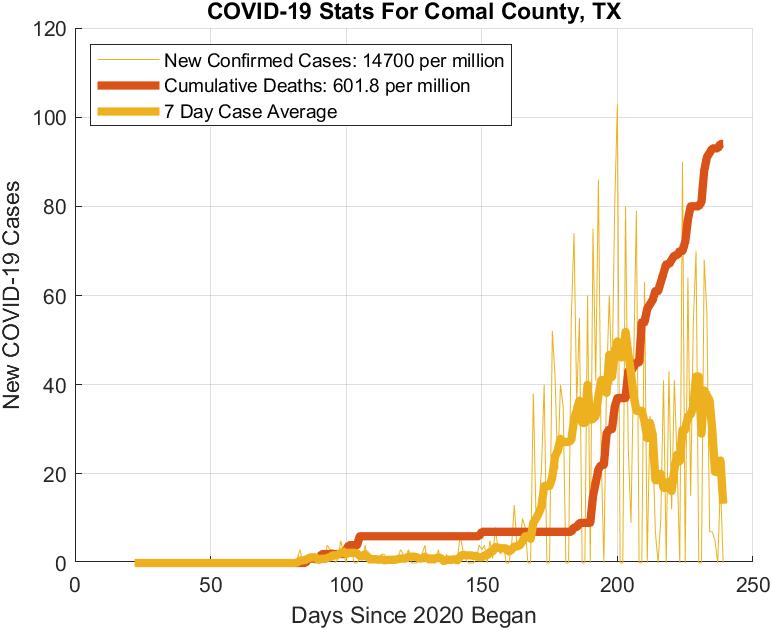 COVID-19 Stats For Comal County, TX
New Confirmed Cases: 14700 per million
Cumulative Deaths: 601.8 per million
7 Day Case Average
New COVID-19 Cases
120
100
80
60
40
20
0
0 50 100 150 200 250
Days Since 2020 Began